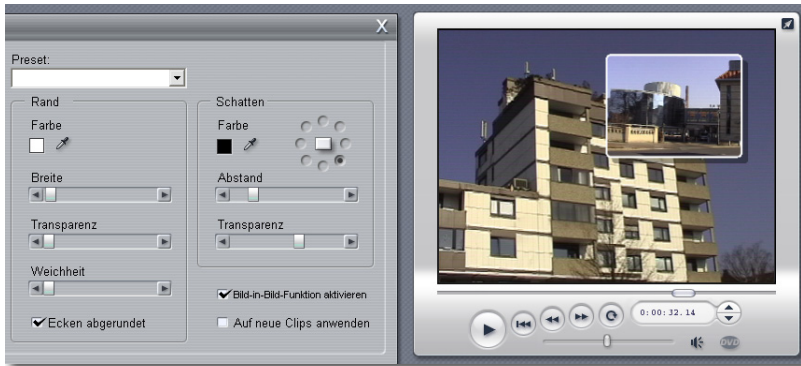 X
Preset:
Rand
Farbe
Breite
Transparenz
Weichheit
Ecken abgerundet
Schatten
Farbe
Abstand
Transparenz
Bild-in-Bild-Funktion aktivieren
Auf neue Clips anwenden
0:00:32.14
DVD